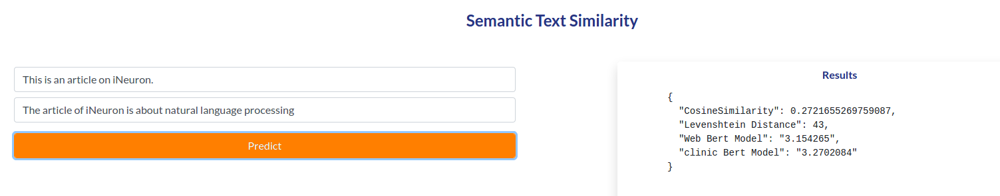 Semantic Text Similarity
This is an article on iNeuron.
The article of iNeuron is about natural language processing
Predict
Results
{
"CosineSimilarity": 0.2721655269759087,
"Levenshtein Distance": 43,
"Web Bert Model": "3.154265",
"clinic Bert Model": "3.2702084"
}